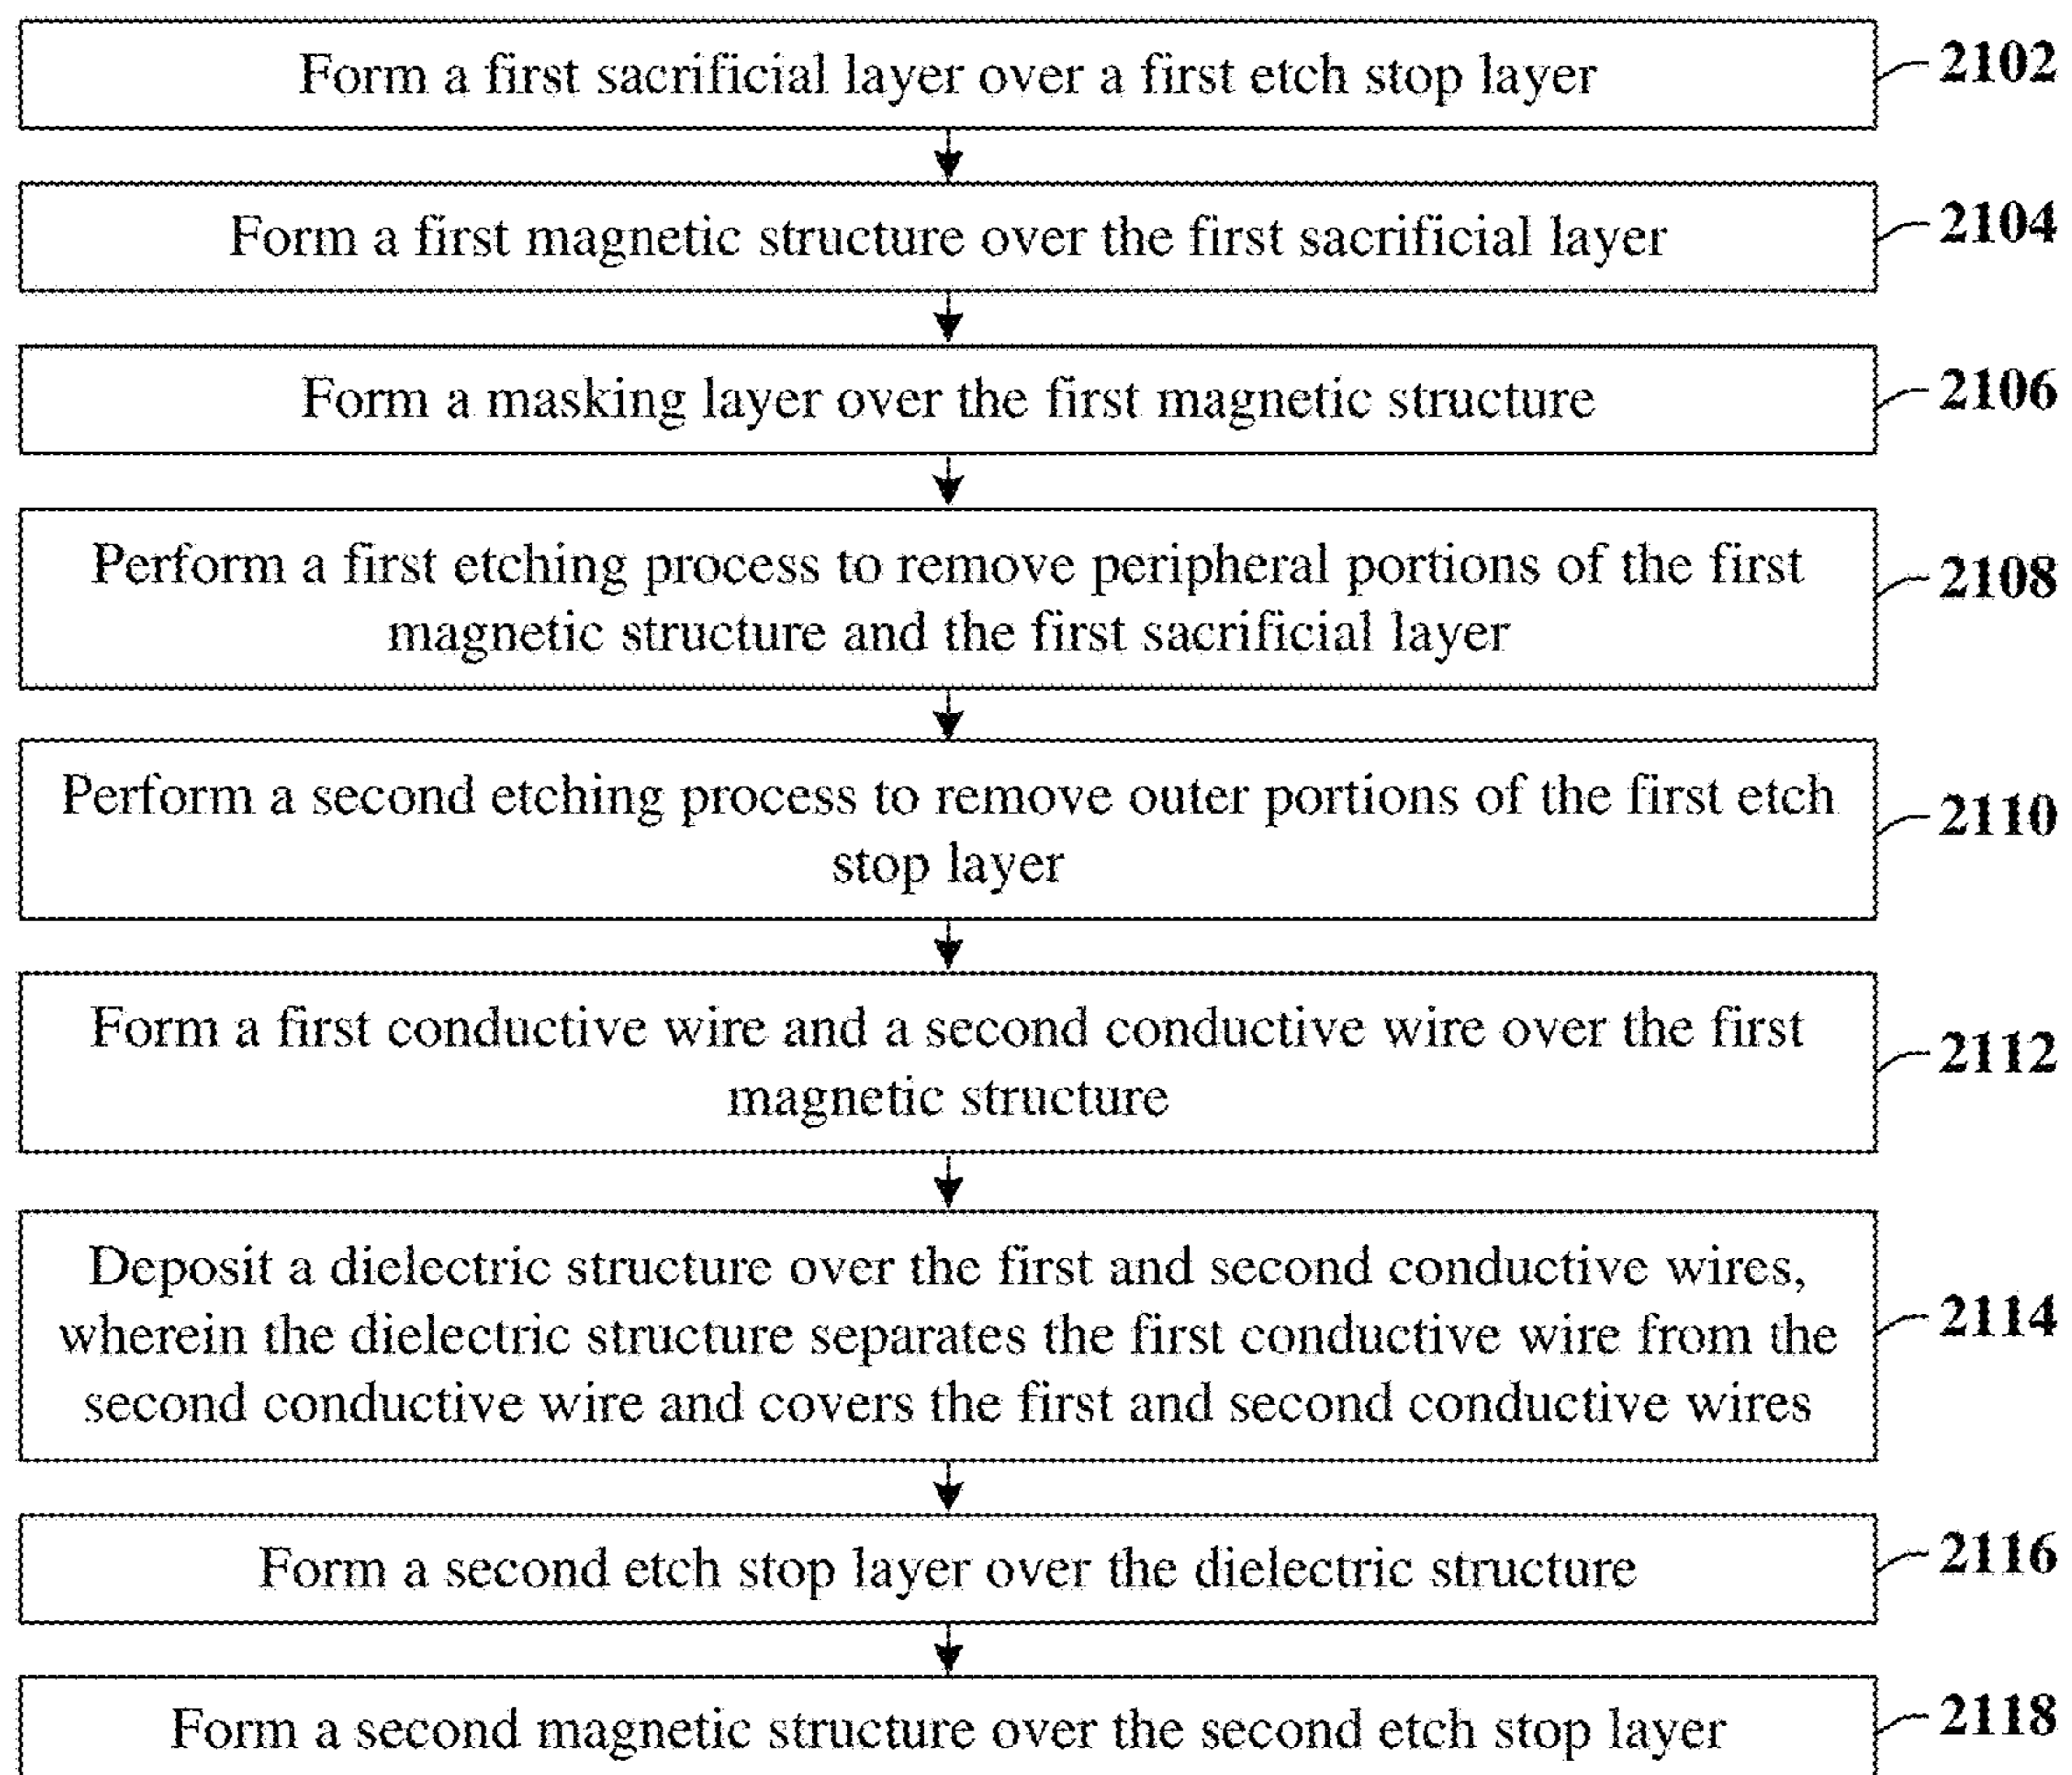 Form a first sacrificial layer over a first etch stop layer
2102
Form a first magnetic structure over the first sacrificial layer
2104
Form a masking layer over the first magnetic structure
2106
Perform a first etching process to remove peripheral portions of the first
magnetic structure and the first sacrificial layer
2108
Perform a second etching process to remove outer portions of the first etch
stop layer
2110
Form a first conductive wire and a second conductive wire over the first
magnetic structure
2112
Deposit a dielectric structure over the first and second conductive wires,
wherein the dielectric structure separates the first conductive wire from the
second conductive wire and covers the first and second conductive wires
2114
Form a second etch stop layer over the dielectric structure
2116
Form a second magnetic structure over the second etch stop layer
2118